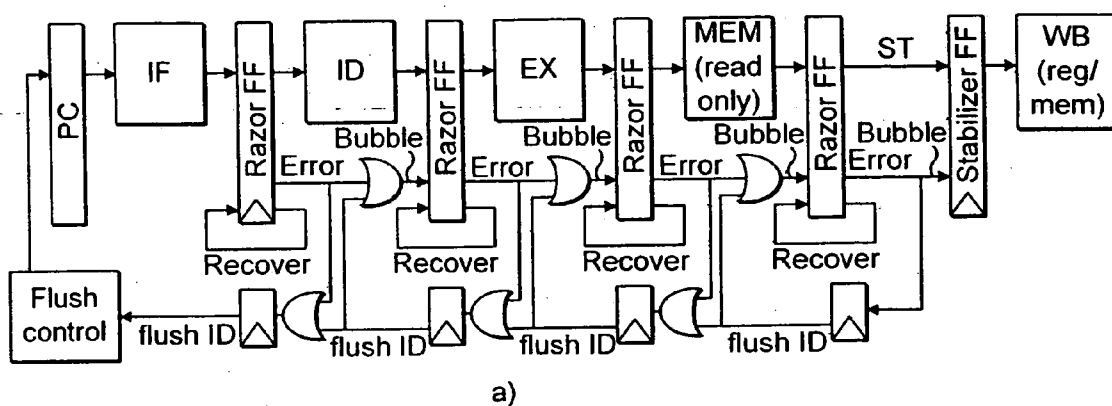 PC
IF
Razor FF
ID
Razor FF
EX
Razor FF
MEM
(read
only)
Razor FF
ST
Stabilizer FF
WB
(reg/
mem)
Error
Bubble
Error
Bubble
Error
Bubble
Error
Bubble
Recover
Recover
Recover
Recover
Flush
control
flush ID
flush ID
flush ID
flush ID
a)